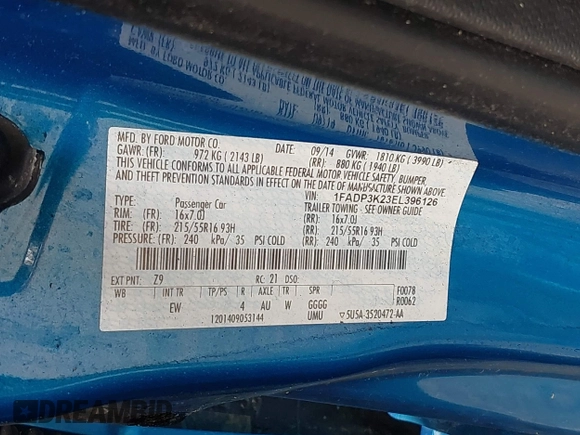 MFD. BY FORD MOTOR CO.
DATE: 09/14 GVWR: 1810 KG ( 3990 LB)
GAWR: (FR): 972 KG ( 2143 LB) (RR): 880 KG ( 1940 LB)
THIS VEHICLE CONFORMS TO ALL APPLICABLE FEDERAL MOTOR VEHICLE SAFETY, BUMPER,
AND THEFT PREVENTION STANDARDS IN EFFECT ON THE DATE OF MANUFACTURE SHOWN ABOVE.
VIN: 1FADP3K23EL396126
TYPE: Passenger Car TRAILER TOWING - SEE OWNER GUIDE
RIM: (FR): 16x7.0J (RR): 16x7.0J
TIRE: (FR): 215/55R16 93H (RR): 215/55R16 93H
PRESSURE: (FR): 240 kPa/ 35 PSI COLD (RR): 240 kPa/ 35 PSI COLD
EXT PNT: Z9 RC: 21 DSO: F0078
WB INT TR TP/PS R AXLE TR SPR R0062
EW 4 AU W GGGG
1201409053144 UMU 5U5A-3520472-AA
DREAMBID